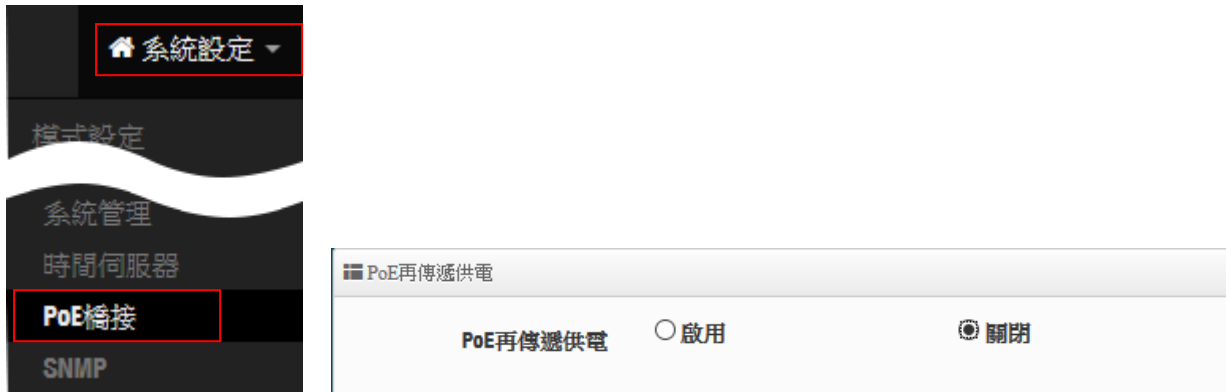 系統設定
模式設定
系統管理
時間伺服器
PoE橋接
SNMP
PoE再傳遞供電
PoE再傳遞供電 啟用 關閉